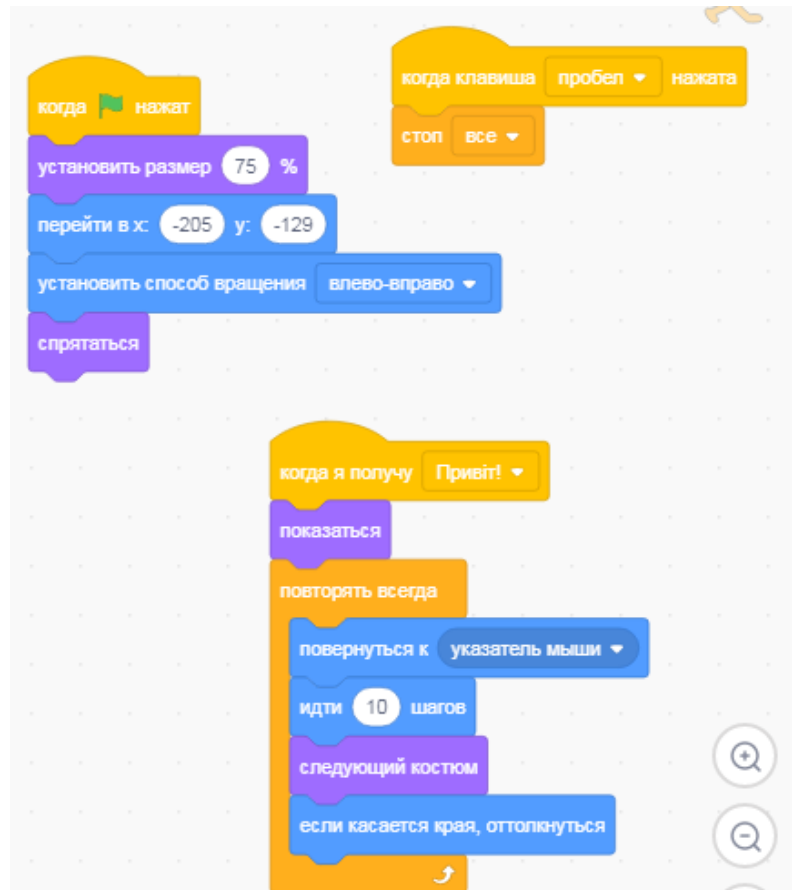 когда нажат
установить размер 75 %
перейти в x: -205 y: -129
установить способ вращения влево-вправо
спрятаться
когда клавиша пробел нажата
стоп все
когда я получу Привіт!
показаться
повторять всегда
повернуться к указатель мыши
идти 10 шагов
следующий костюм
если касается края, оттолкнуться